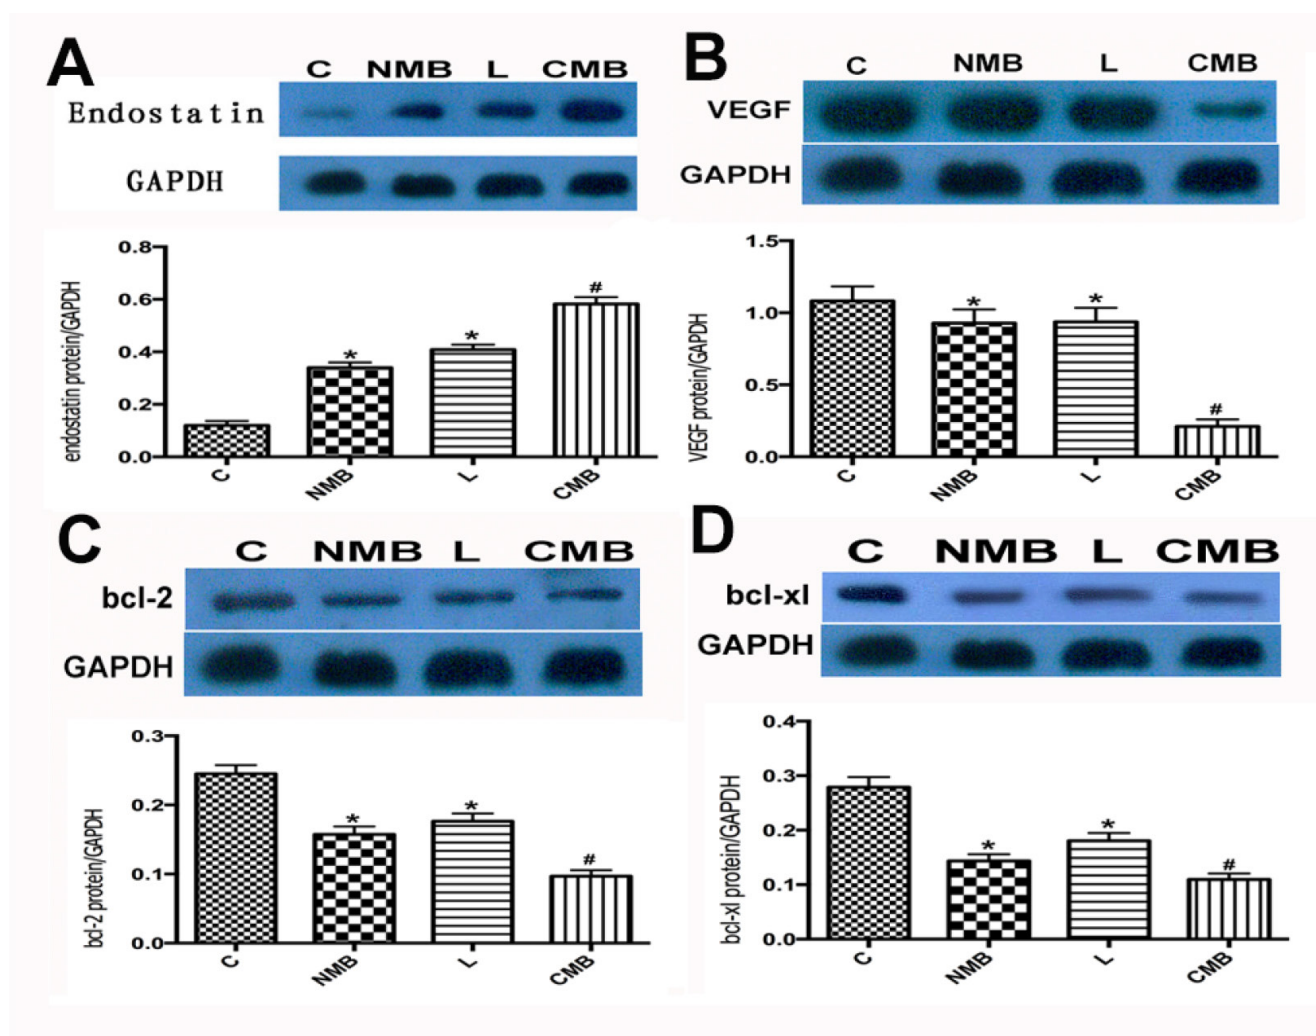 A
C NMB L CMB
Endostatin
GAPDH
endostatin protein/GAPDH
0.8
0.6
*
*
#
0.4
0.2
0.0
C NMB L CMB
B
C NMB L CMB
VEGF
GAPDH
VEGF protein/GAPDH
1.5
1.0
*
*
0.5
#
0.0
C NMB L CMB
C
C NMB L CMB
bcl-2
GAPDH
bcl-2 protein/GAPDH
0.3
0.2
*
*
0.1
#
0.0
C NMB L CMB
D
C NMB L CMB
bcl-xl
GAPDH
bcl-xl protein/GAPDH
0.4
0.3
0.2
*
*
0.1
#
0.0
C NMB L CMB